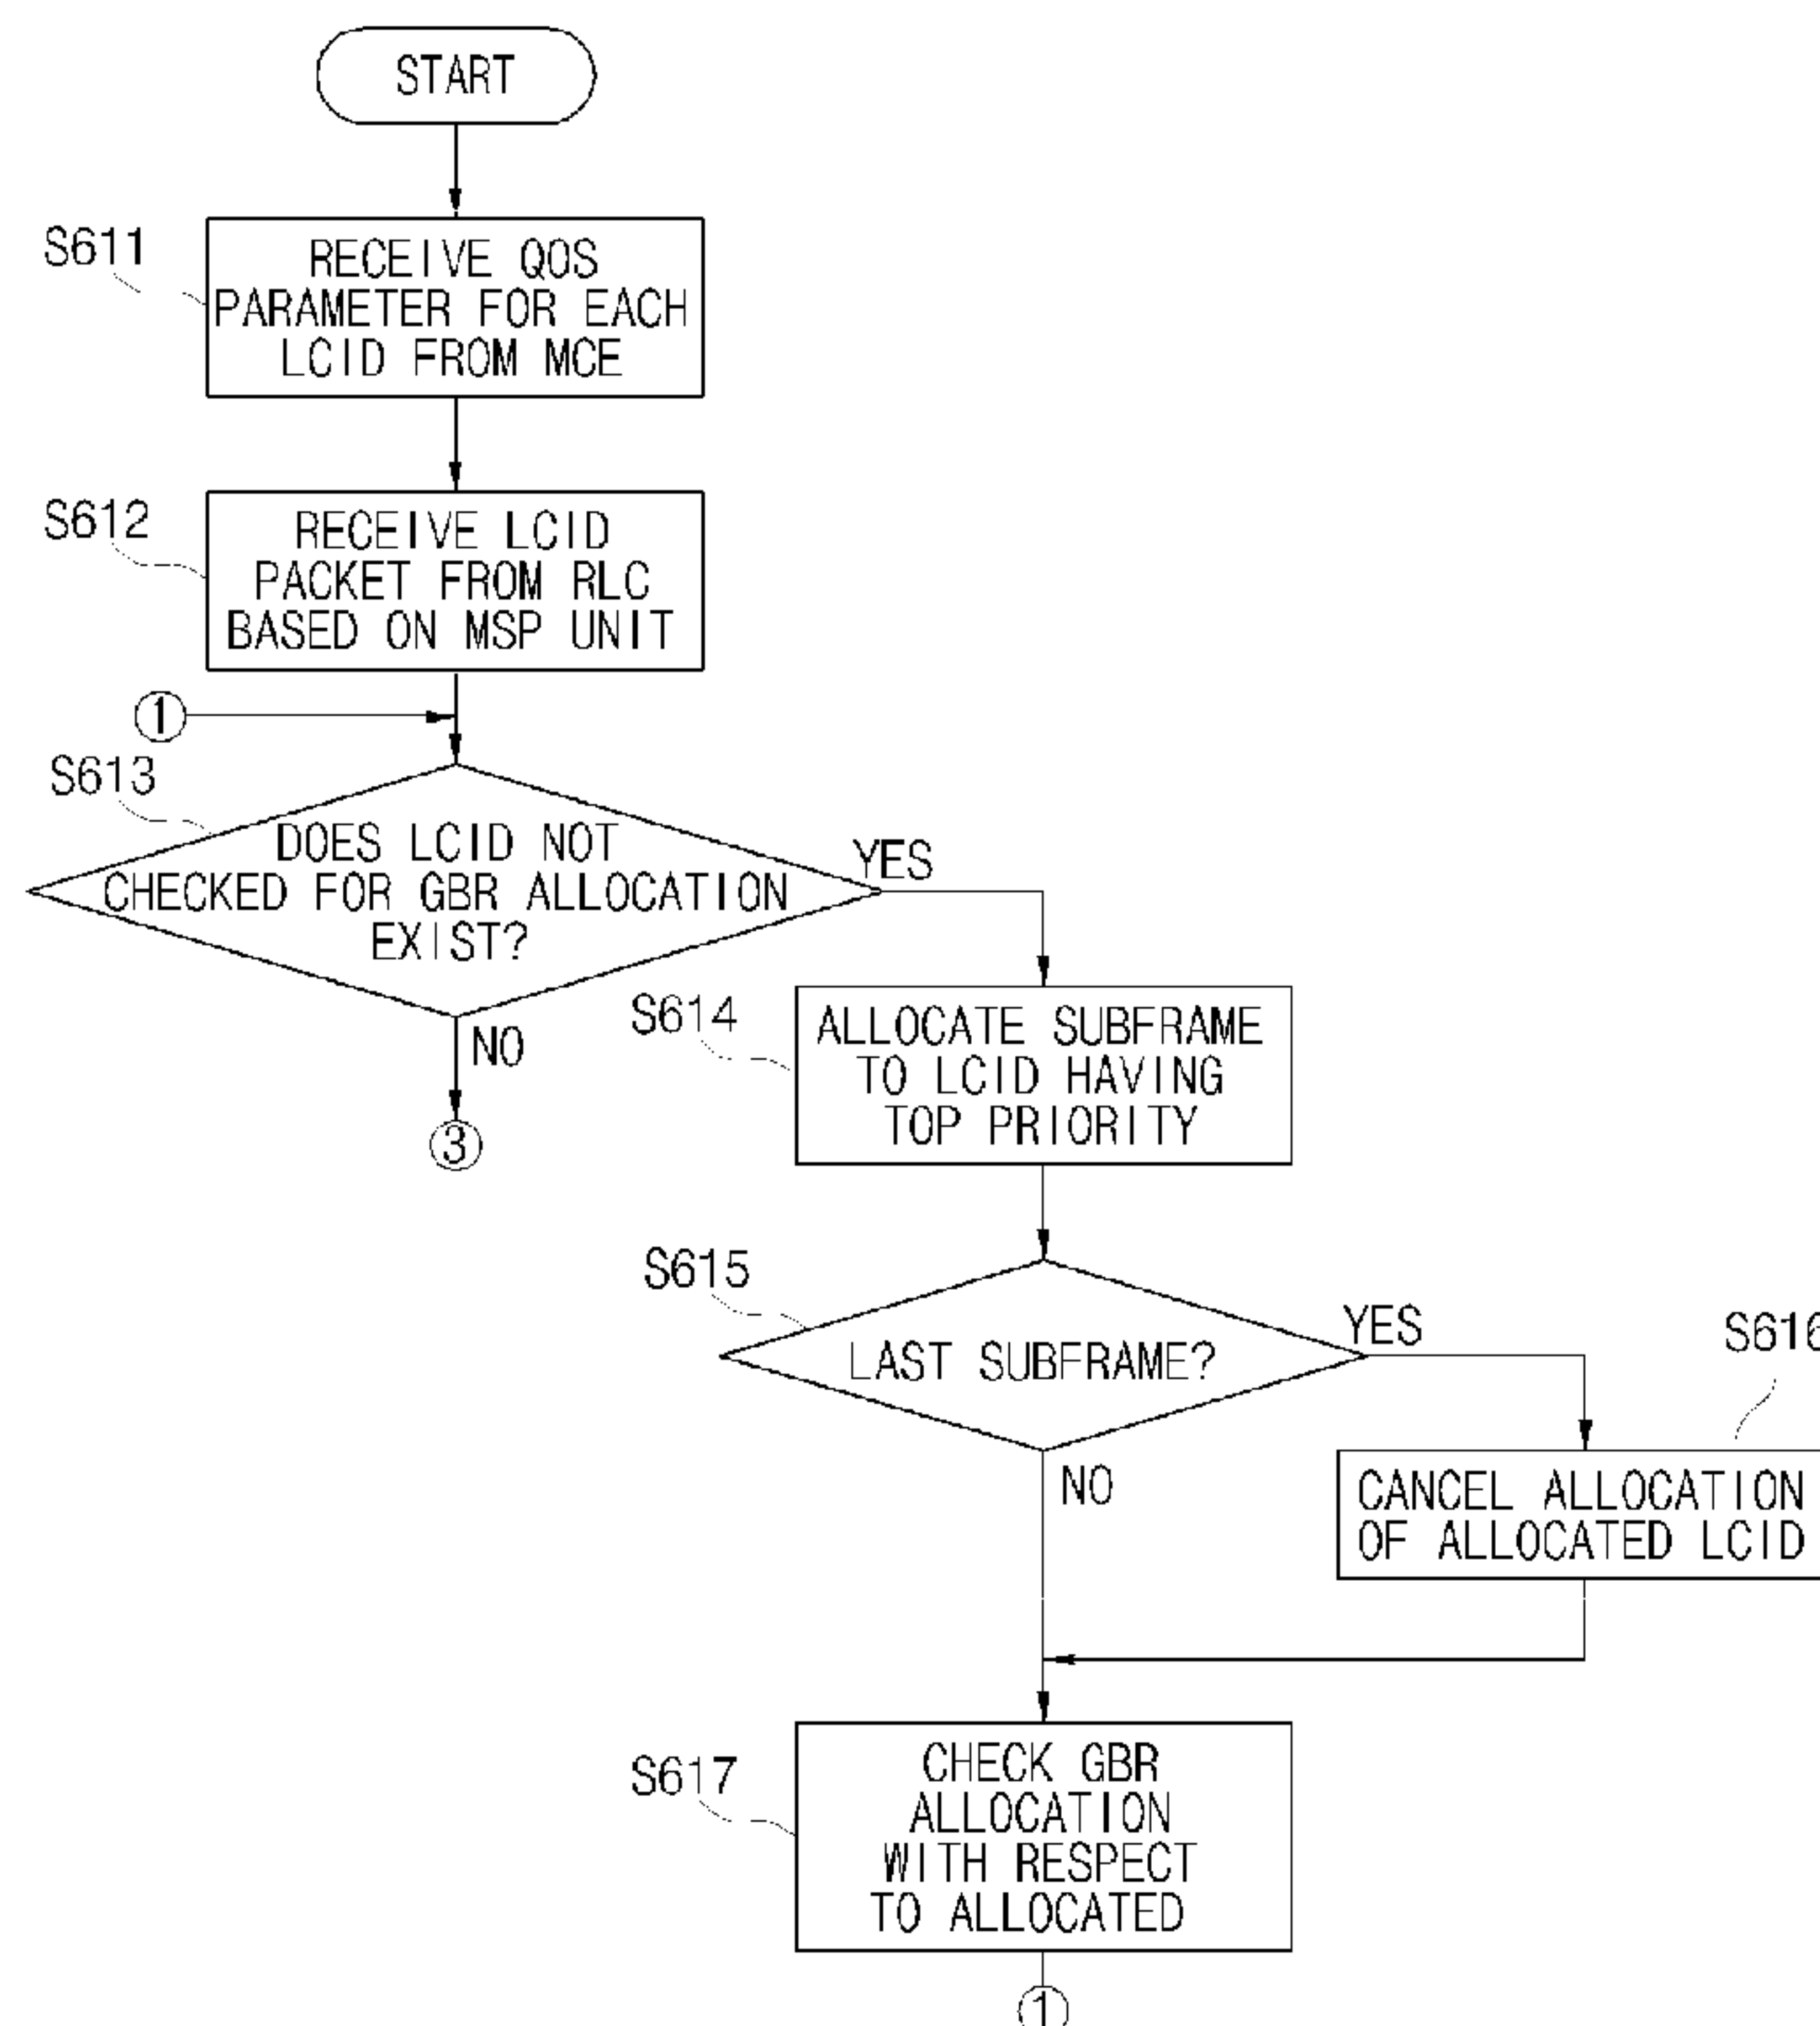 START
S611
RECEIVE QOS
PARAMETER FOR EACH
LCID FROM MCE
S612
RECEIVE LCID
PACKET FROM RLC
BASED ON MSP UNIT
1
S613
DOES LCID NOT
CHECKED FOR GBR ALLOCATION
EXIST?
YES
NO
3
S614
ALLOCATE SUBFRAME
TO LCID HAVING
TOP PRIORITY
S615
LAST SUBFRAME?
YES
NO
S616
CANCEL ALLOCATION
OF ALLOCATED LCID
S617
CHECK GBR
ALLOCATION
WITH RESPECT
TO ALLOCATED
1